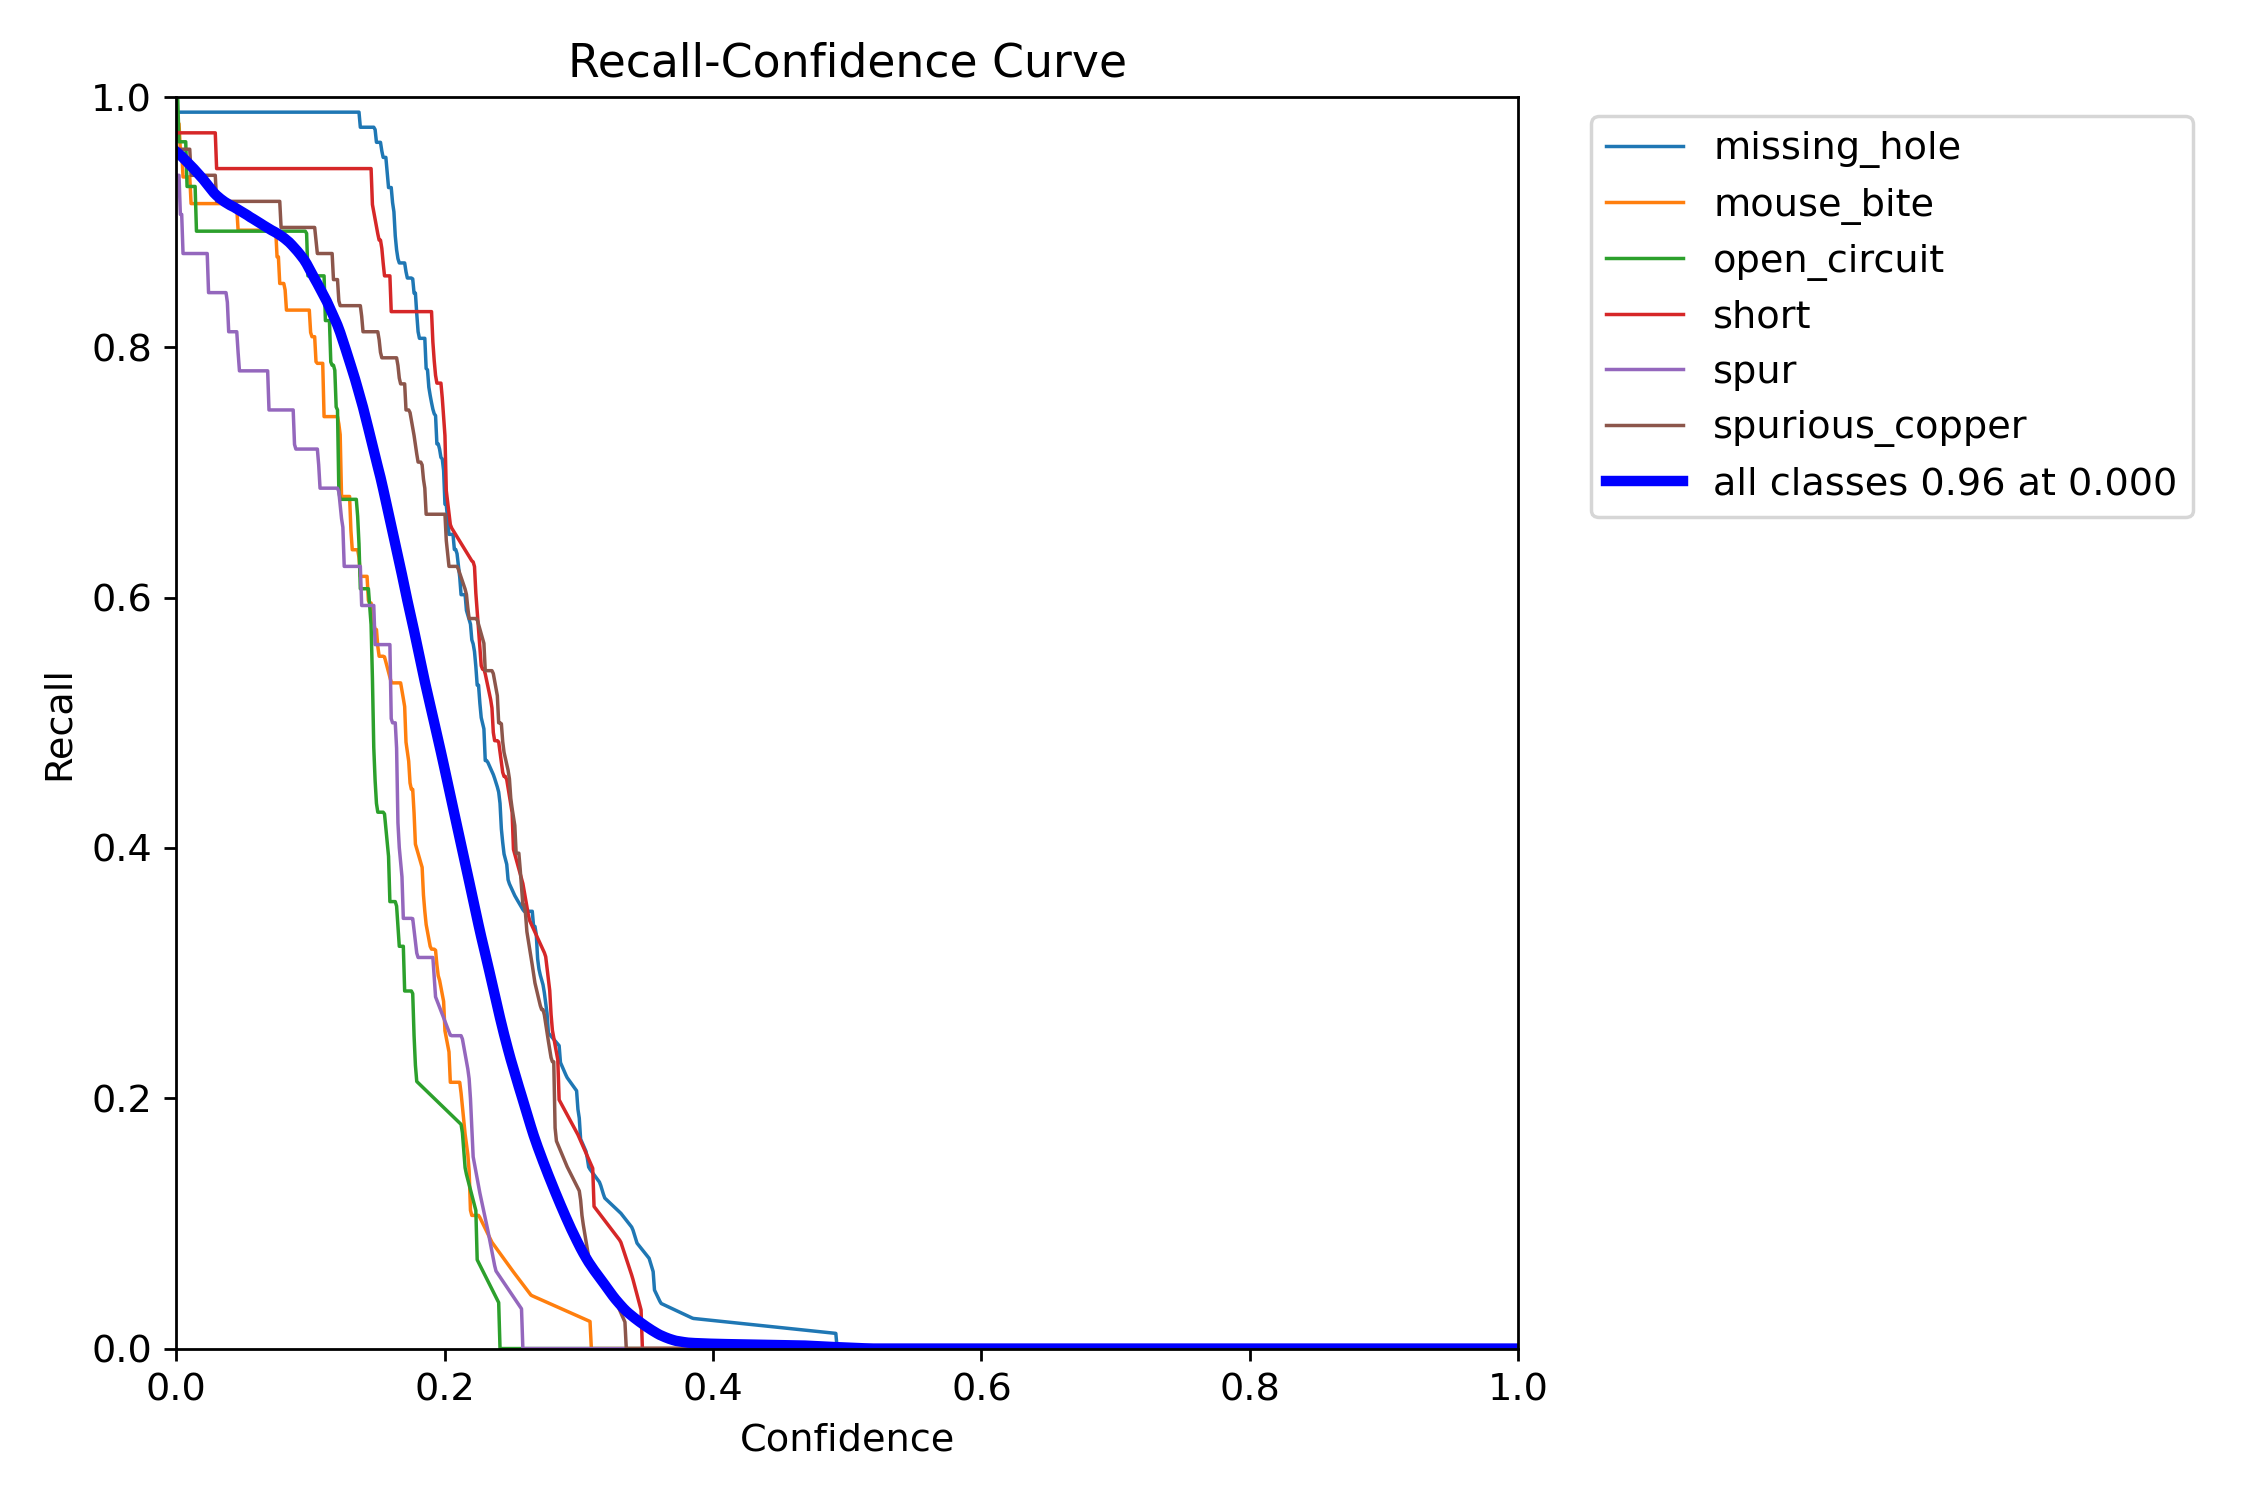 Recall-Confidence Curve
1.0
0.8
0.6
0.4
0.2
0.0
Recall
0.0 0.2 0.4 0.6 0.8 1.0
Confidence
missing_hole
mouse_bite
open_circuit
short
spur
spurious_copper
all classes 0.96 at 0.000